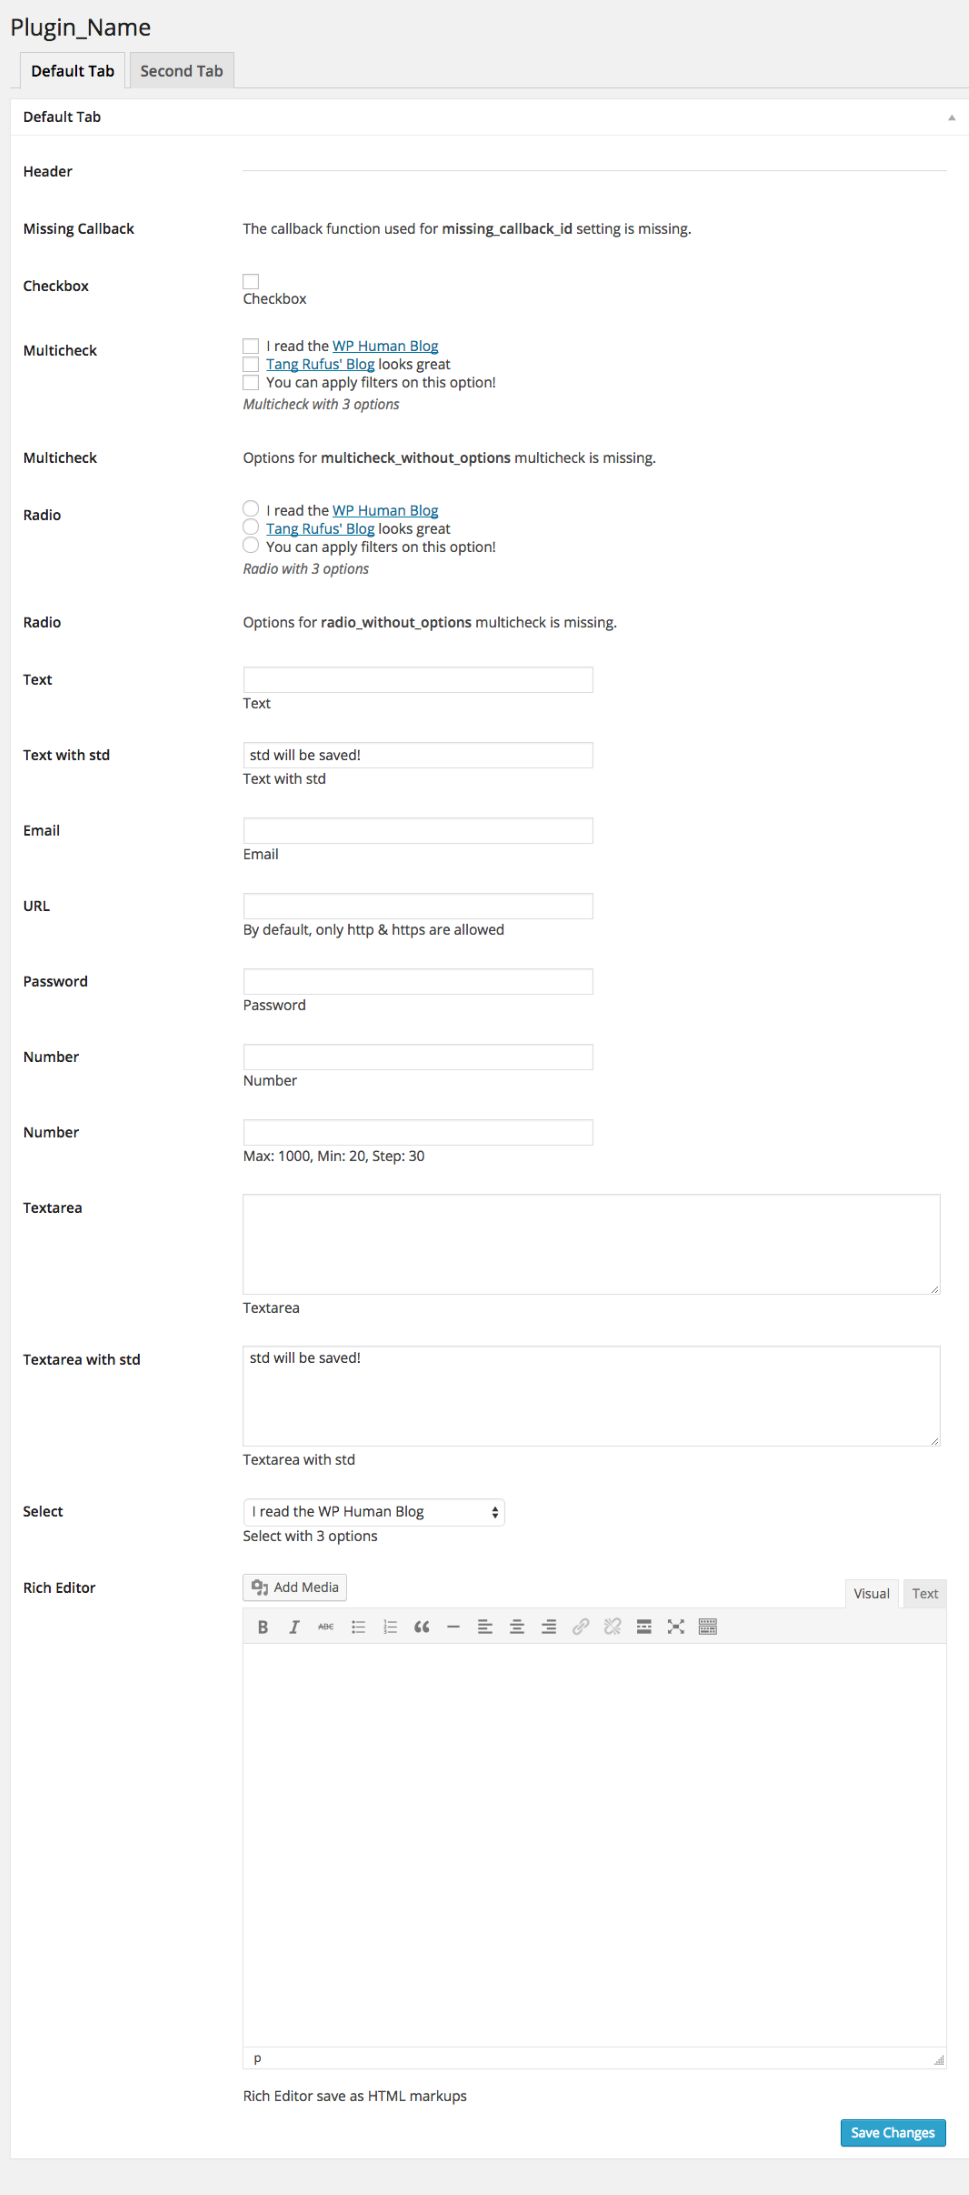 Plugin_Name
Default Tab Second Tab
Default Tab
Header
Missing Callback The callback function used for missing_callback_id setting is missing.
Checkbox
Checkbox
Multicheck I read the WP Human Blog
Tang Rufus' Blog looks great
You can apply filters on this option!
Multicheck with 3 options
Multicheck Options for multicheck_without_options multicheck is missing.
Radio I read the WP Human Blog
Tang Rufus' Blog looks great
You can apply filters on this option!
Radio with 3 options
Radio Options for radio_without_options multicheck is missing.
Text
Text
Text with std std will be saved!
Text with std
Email
Email
URL
By default, only http & https are allowed
Password
Password
Number
Number
Number
Max: 1000, Min: 20, Step: 30
Textarea
Textarea
Textarea with std std will be saved!
Textarea with std
Select I read the WP Human Blog
Select with 3 options
Rich Editor Add Media Visual Text
B I ABC
p
Rich Editor save as HTML markups
Save Changes